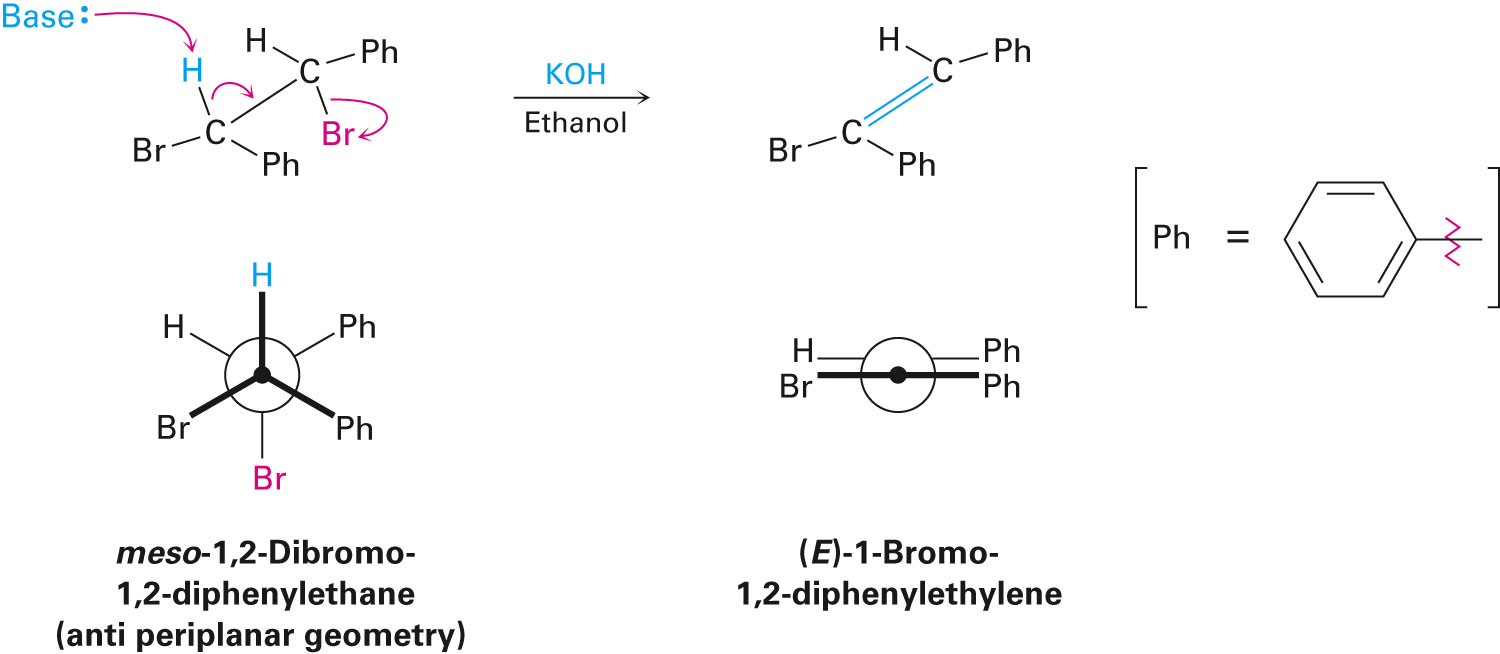 Base:
H
H
C
Ph
Br
C
Br
Ph
KOH
Ethanol
H
C
Ph
C
Br
Ph
Ph =
H
H
Ph
Br
Ph
Br
H
Ph
Br
Ph
meso-1,2-Dibromo-
1,2-diphenylethane
(anti periplanar geometry)
(E)-1-Bromo-
1,2-diphenylethylene